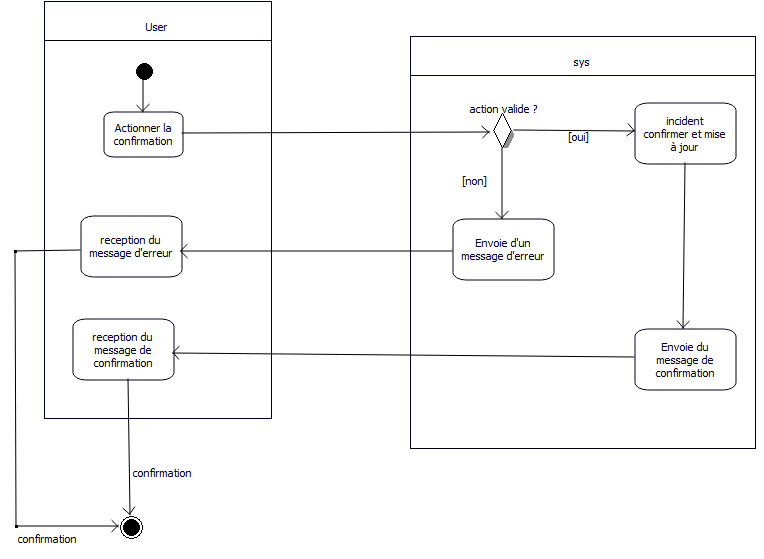 User
sys
Actionner la
confirmation
action valide ?
[oui]
incident
confirmer et mise
à jour
[non]
reception du
message d'erreur
Envoie d'un
message d'erreur
reception du
message de
confirmation
Envoie du
message de
confirmation
confirmation
confirmation